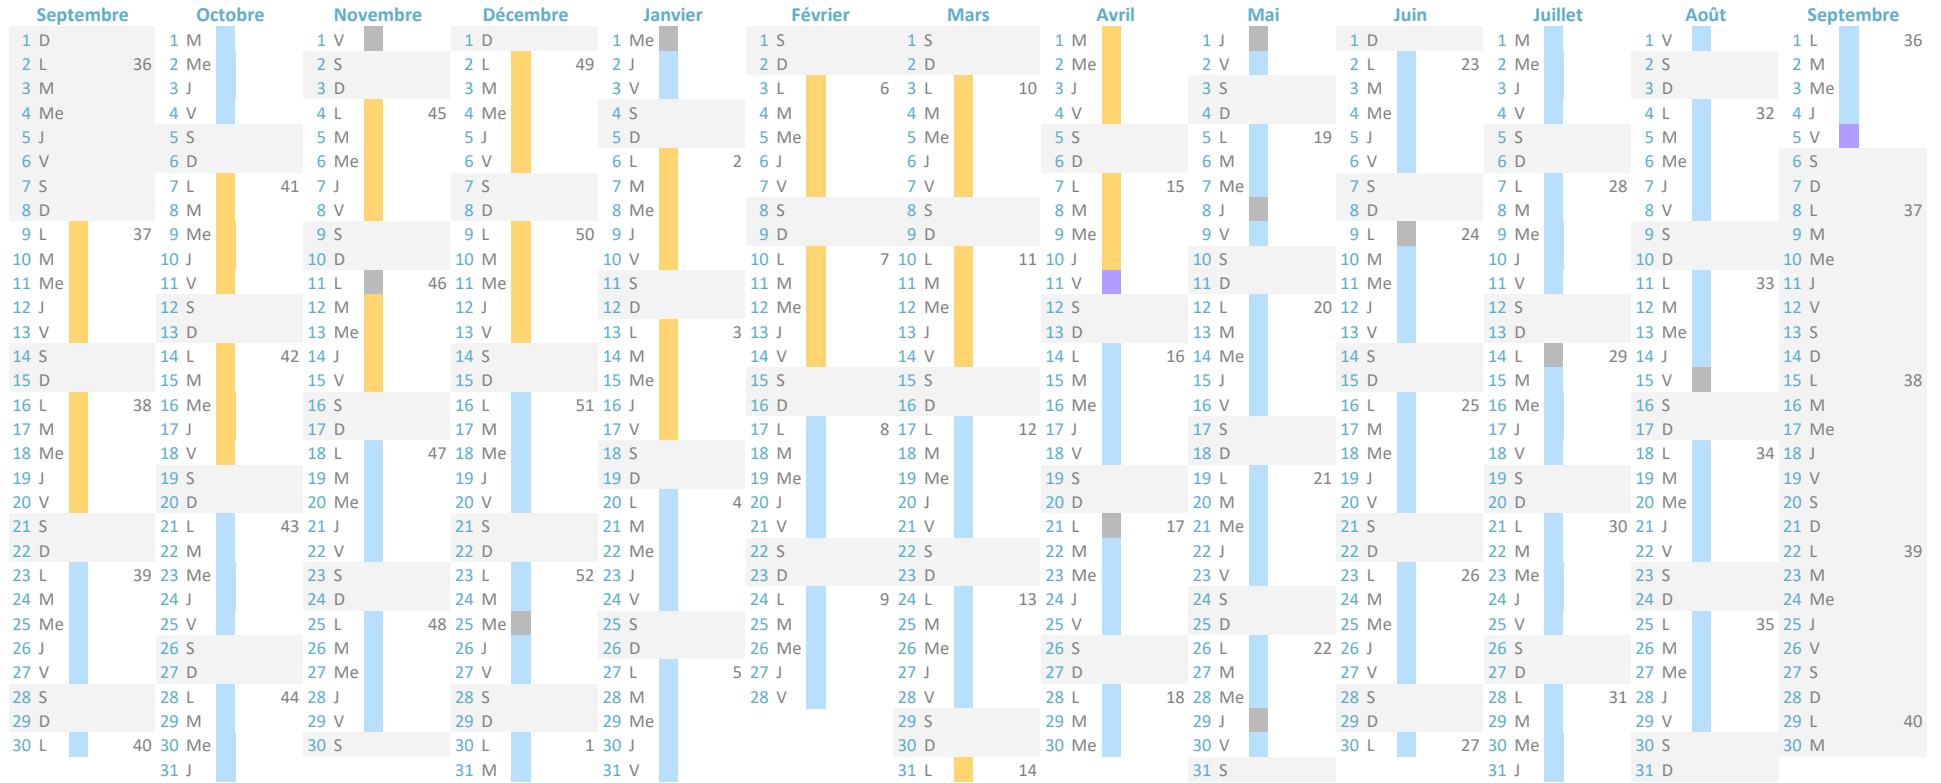 Septembre Octobre Novembre Décembre Janvier Février Mars Avril Mai Juin Juillet Août Septembre
1 D 1 M 1 V 1 D 1 Me 1 S 1 S 1 M 1 J 1 D 1 M 1 V 1 L 36
2 L 36 2 Me 2 S 2 L 49 2 J 2 D 2 D 2 Me 2 V 2 L 23 2 Me 2 S 2 M
3 M 3 J 3 D 3 M 3 V 3 L 6 3 L 10 3 J 3 S 3 M 3 J 3 D 3 Me
4 Me 4 V 4 L 45 4 Me 4 S 4 M 4 M 4 V 4 D 4 Me 4 V 4 L 32 4 J
5 J 5 S 5 M 5 J 5 D 5 Me 5 Me 5 S 5 L 19 5 J 5 S 5 M 5 V
6 V 6 D 6 Me 6 V 6 L 2 6 J 6 J 6 D 6 M 6 V 6 D 6 Me 6 S
7 S 7 L 41 7 J 7 S 7 M 7 V 7 V 7 L 15 7 Me 7 S 7 L 28 7 J 7 D
8 D 8 M 8 V 8 D 8 Me 8 S 8 S 8 M 8 J 8 D 8 M 8 V 8 L 37
9 L 37 9 Me 9 S 9 L 50 9 J 9 D 9 D 9 Me 9 V 9 L 24 9 Me 9 S 9 M
10 M 10 J 10 D 10 M 10 V 10 L 7 10 L 11 10 J 10 S 10 M 10 J 10 D 10 Me
11 Me 11 V 11 L 46 11 Me 11 S 11 M 11 M 11 V 11 D 11 Me 11 V 11 L 33 11 J
12 J 12 S 12 M 12 J 12 D 12 Me 12 Me 12 S 12 L 20 12 J 12 S 12 M 12 V
13 V 13 D 13 Me 13 V 13 L 3 13 J 13 J 13 D 13 M 13 V 13 D 13 Me 13 S
14 S 14 L 42 14 J 14 S 14 M 14 V 14 V 14 L 16 14 Me 14 S 14 L 29 14 J 14 D
15 D 15 M 15 V 15 D 15 Me 15 S 15 S 15 M 15 J 15 D 15 M 15 V 15 L 38
16 L 38 16 Me 16 S 16 L 51 16 J 16 D 16 D 16 Me 16 V 16 L 25 16 Me 16 S 16 M
17 M 17 J 17 D 17 M 17 V 17 L 8 17 L 12 17 J 17 S 17 M 17 J 17 D 17 Me
18 Me 18 V 18 L 47 18 Me 18 S 18 M 18 M 18 V 18 D 18 Me 18 V 18 L 34 18 J
19 J 19 S 19 M 19 J 19 D 19 Me 19 Me 19 S 19 L 21 19 J 19 S 19 M 19 V
20 V 20 D 20 Me 20 V 20 L 4 20 J 20 J 20 D 20 M 20 V 20 D 20 Me 20 S
21 S 21 L 43 21 J 21 S 21 M 21 V 21 V 21 L 17 21 Me 21 S 21 L 30 21 J 21 D
22 D 22 M 22 V 22 D 22 Me 22 S 22 S 22 M 22 J 22 D 22 M 22 V 22 L 39
23 L 39 23 Me 23 S 23 L 52 23 J 23 D 23 D 23 Me 23 V 23 L 26 23 Me 23 S 23 M
24 M 24 J 24 D 24 M 24 V 24 L 9 24 L 13 24 J 24 S 24 M 24 J 24 D 24 Me
25 Me 25 V 25 L 48 25 Me 25 S 25 M 25 M 25 V 25 D 25 Me 25 V 25 L 35 25 J
26 J 26 S 26 M 26 J 26 D 26 Me 26 Me 26 S 26 L 22 26 J 26 S 26 M 26 V
27 V 27 D 27 Me 27 V 27 L 5 27 J 27 J 27 D 27 M 27 V 27 D 27 Me 27 S
28 S 28 L 44 28 J 28 S 28 M 28 V 28 V 28 L 18 28 Me 28 S 28 L 31 28 J 28 D
29 D 29 M 29 V 29 D 29 Me 29 S 29 M 29 J 29 D 29 M 29 V 29 L 40
30 L 40 30 Me 30 S 30 L 1 30 J 30 D 30 Me 30 V 30 L 27 30 Me 30 S 30 M
31 J 31 M 31 V 31 L 14 31 S 31 J 31 D